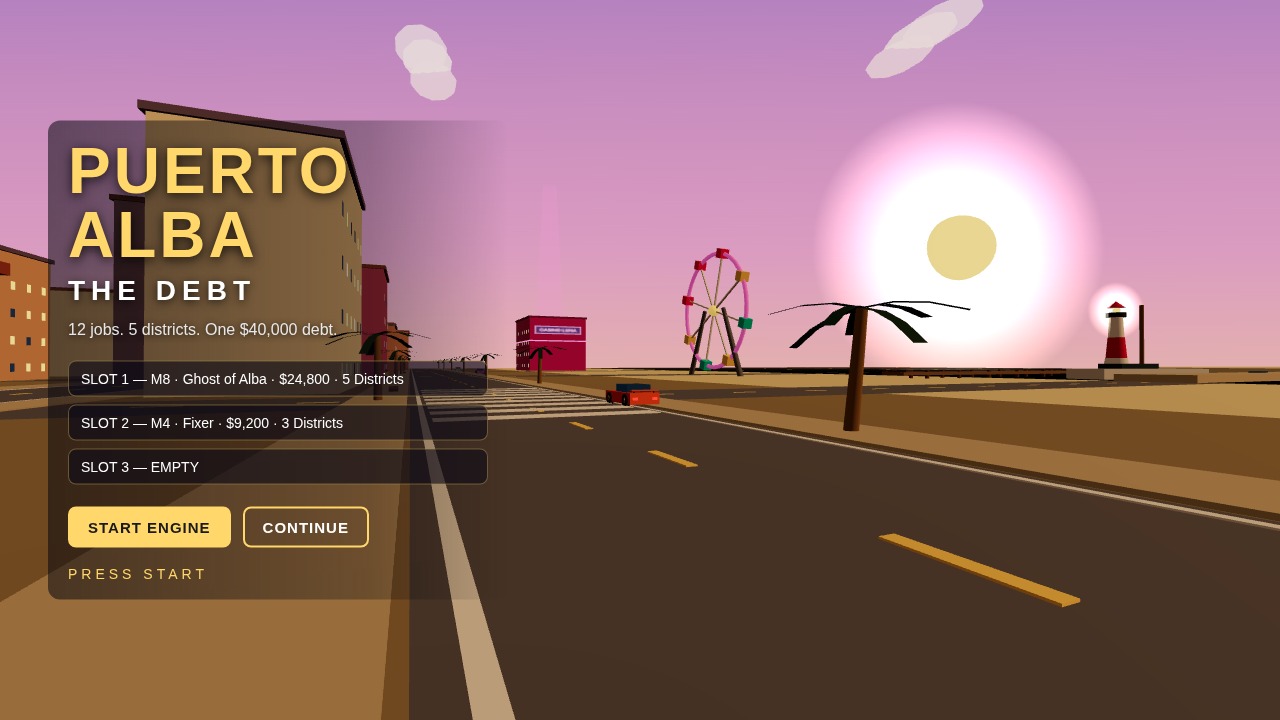 PUERTO
ALBA
THE DEBT
12 jobs. 5 districts. One $40,000 debt.
SLOT 1 — M8 · Ghost of Alba · $24,800 · 5 Districts
SLOT 2 — M4 · Fixer · $9,200 · 3 Districts
SLOT 3 — EMPTY
START ENGINE
CONTINUE
PRESS START
CASINO LUNA